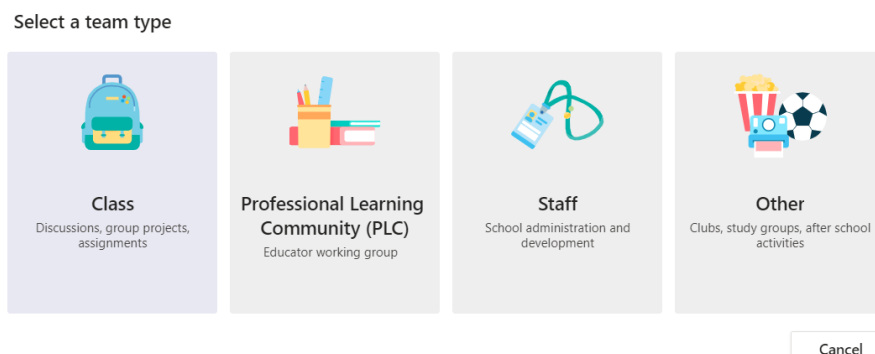 Select a team type
Class
Discussions, group projects,
assignments
Professional Learning
Community (PLC)
Educator working group
Staff
School administration and
development
Other
Clubs, study groups, after school
activities
Cancel